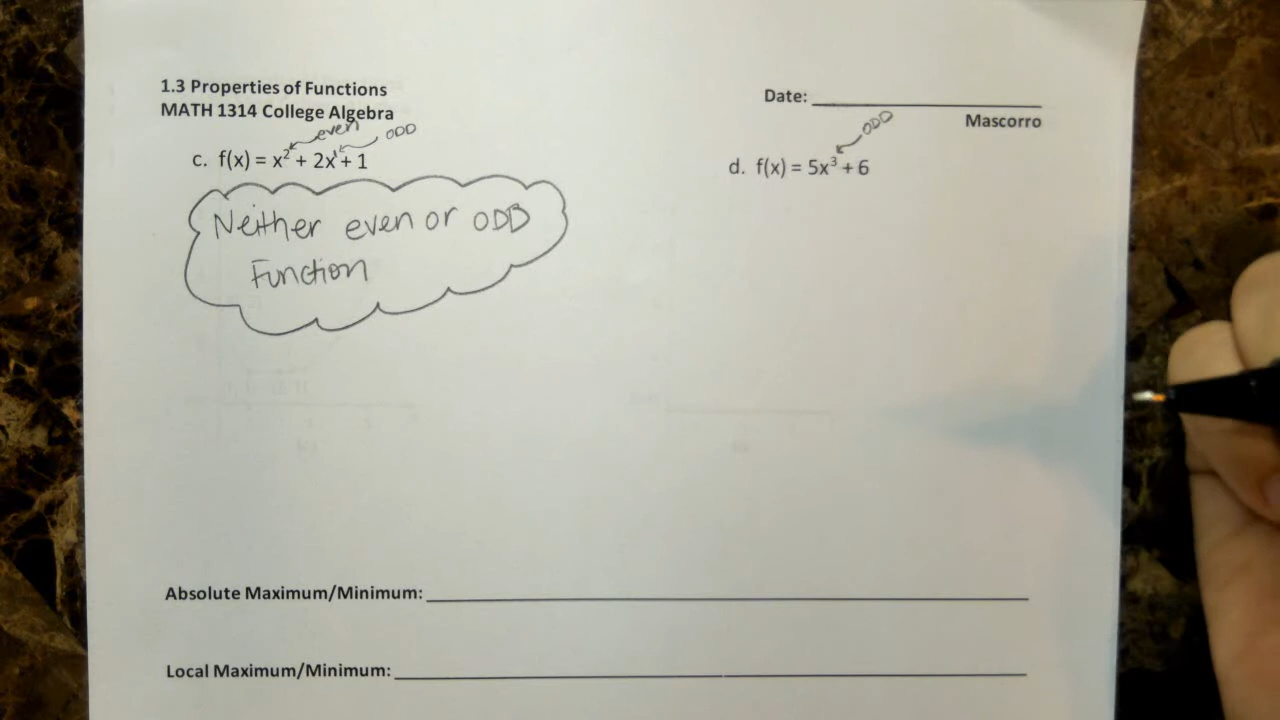 1.3 Properties of Functions
MATH 1314 College Algebra
Date:
Mascorro
even
ODD
c. f(x) = x² + 2x¹ + 1
Neither even or ODD
Function
ODD
d. f(x) = 5x³ + 6
Absolute Maximum/Minimum:
Local Maximum/Minimum: